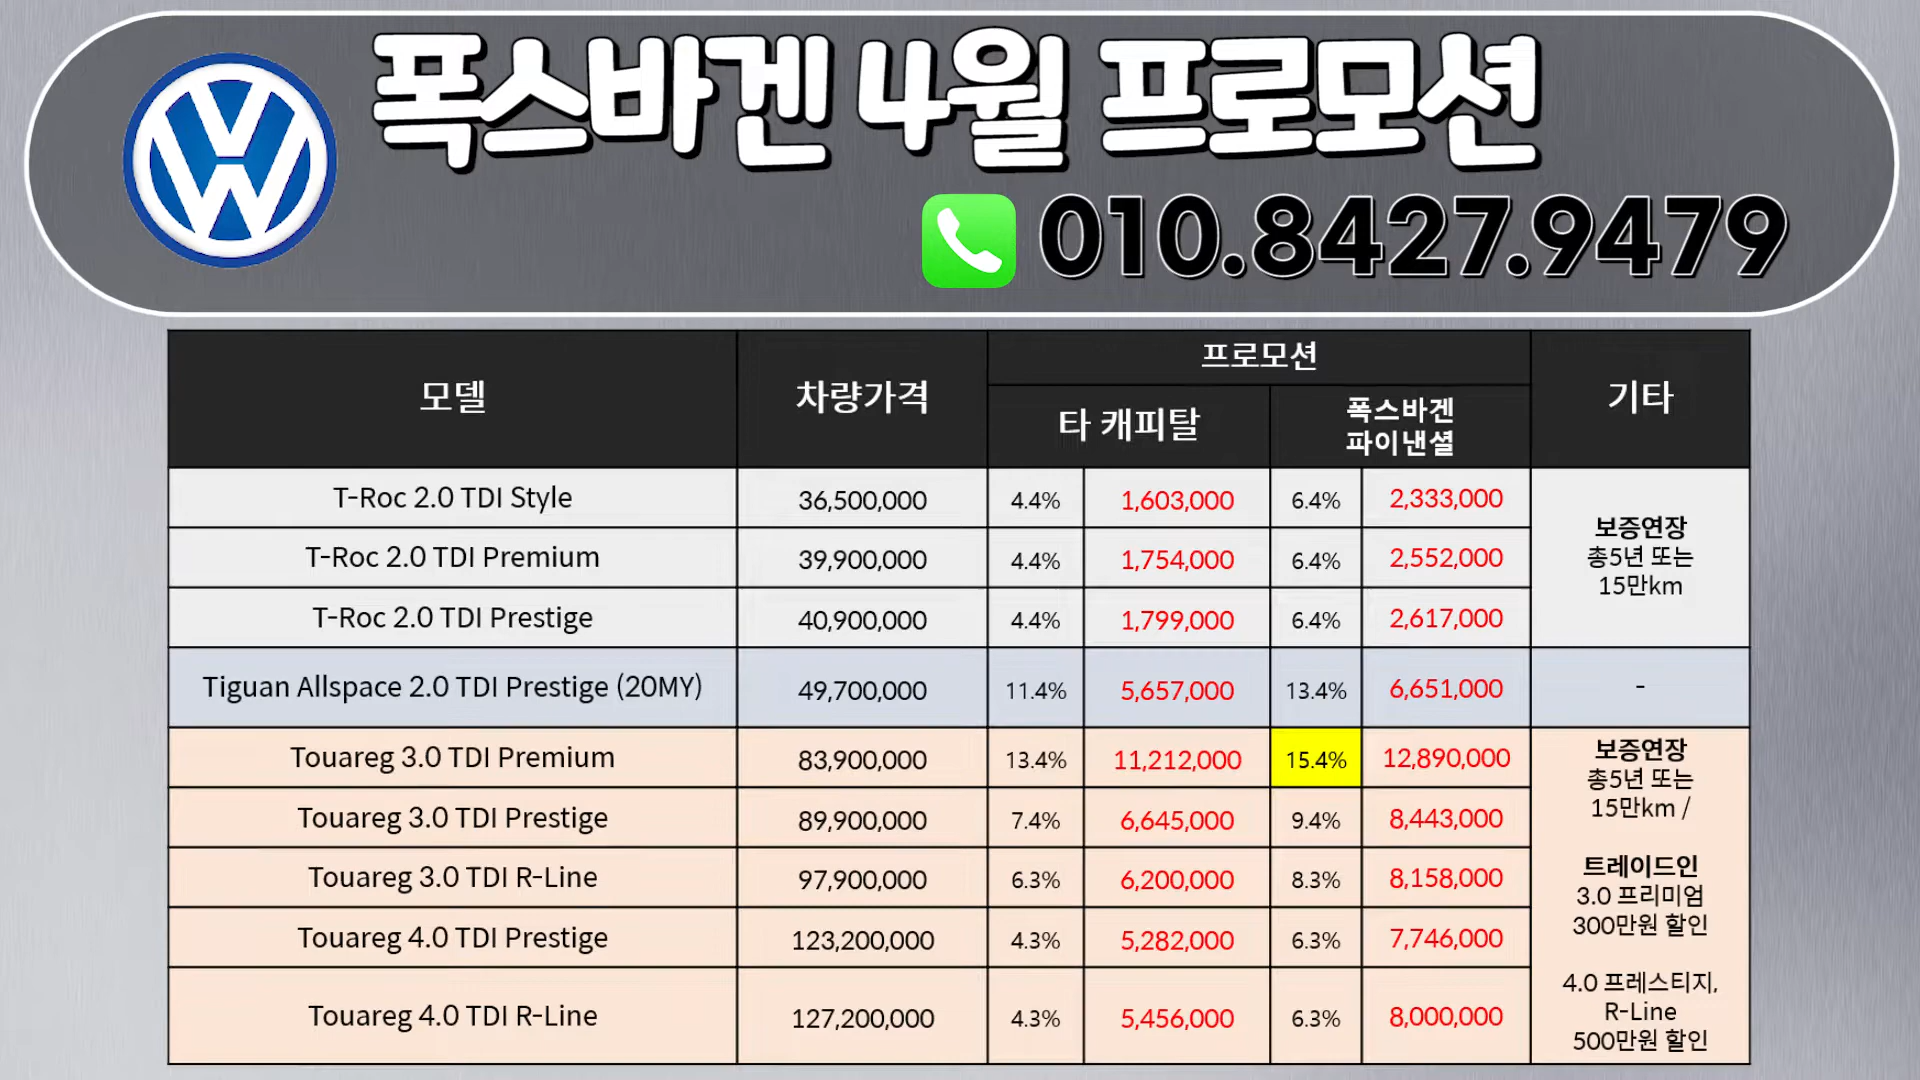 폭스바겐 4월 프로모션
010.8427.9479
모델 차량가격 프로모션 기타
타 캐피탈 폭스바겐
파이낸셜
T-Roc 2.0 TDI Style 36,500,000 4.4% 1,603,000 6.4% 2,333,000
T-Roc 2.0 TDI Premium 39,900,000 4.4% 1,754,000 6.4% 2,552,000
T-Roc 2.0 TDI Prestige 40,900,000 4.4% 1,799,000 6.4% 2,617,000
보증연장
총5년 또는
15만km
Tiguan Allspace 2.0 TDI Prestige (20MY) 49,700,000 11.4% 5,657,000 13.4% 6,651,000 -
Touareg 3.0 TDI Premium 83,900,000 13.4% 11,212,000 15.4% 12,890,000
Touareg 3.0 TDI Prestige 89,900,000 7.4% 6,645,000 9.4% 8,443,000
Touareg 3.0 TDI R-Line 97,900,000 6.3% 6,200,000 8.3% 8,158,000
Touareg 4.0 TDI Prestige 123,200,000 4.3% 5,282,000 6.3% 7,746,000
Touareg 4.0 TDI R-Line 127,200,000 4.3% 5,456,000 6.3% 8,000,000
보증연장
총5년 또는
15만km /
트레이드인
3.0 프리미엄
300만원 할인
4.0 프레스티지,
R-Line
500만원 할인